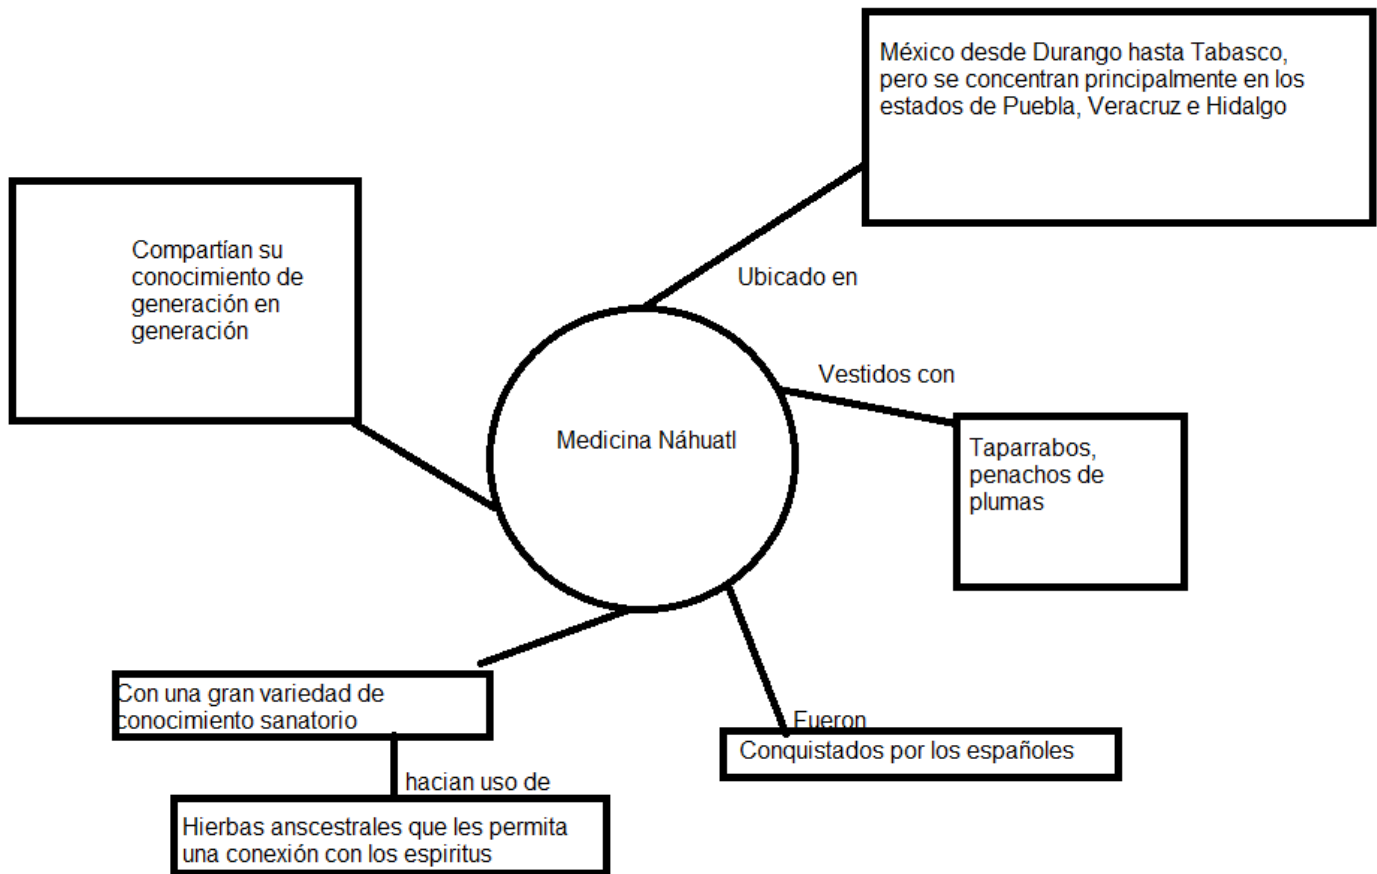 México desde Durango hasta Tabasco,
pero se concentran principalmente en los
estados de Puebla, Veracruz e Hidalgo
Compartían su
conocimiento de
generación en
generación
Ubicado en
Vestidos con
Medicina Náhuatl
Taparrabos,
penachos de
plumas
Con una gran variedad de
conocimiento sanatorio
Fueron
Conquistados por los españoles
hacian uso de
Hierbas anscestrales que les permita
una conexión con los espiritus